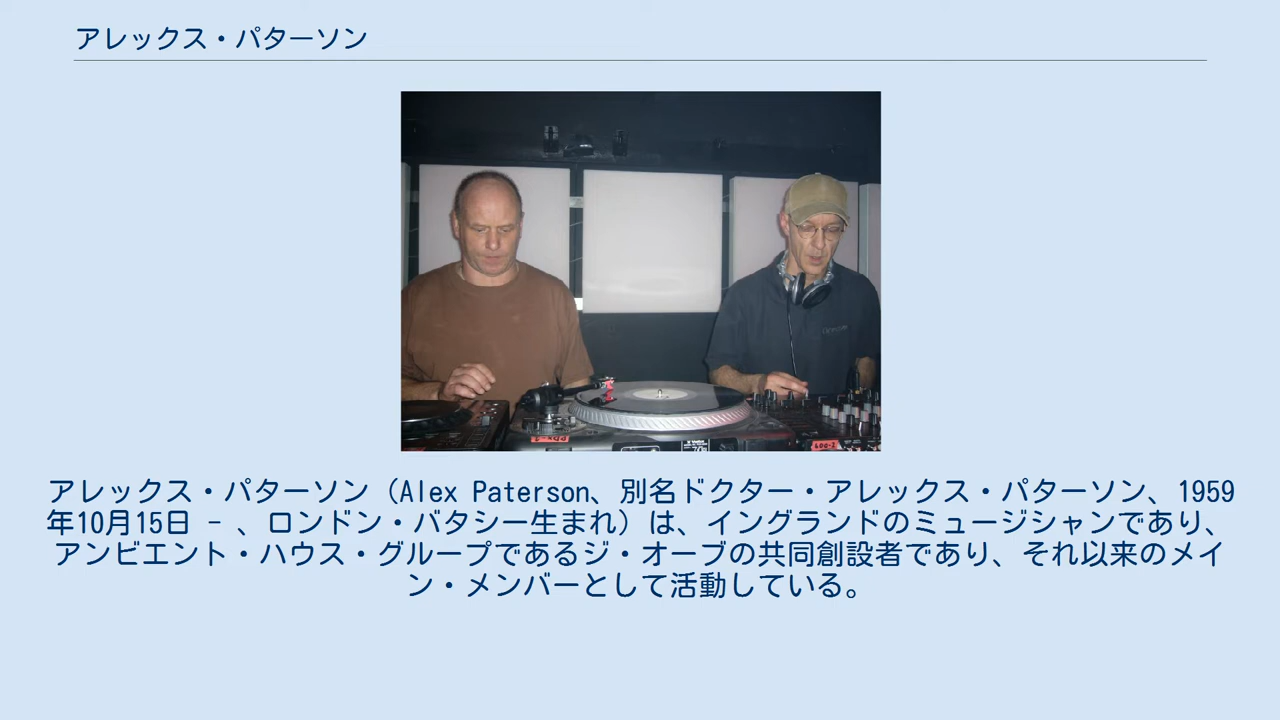 アレックス・パターソン
アレックス・パターソン（Alex Paterson、別名ドクター・アレックス・パターソン、1959
年10月15日 - 、ロンドン・バタシー生まれ）は、イングランドのミュージシャンであり、
アンビエント・ハウス・グループであるジ・オーブの共同創設者であり、それ以来のメイ
ン・メンバーとして活動している。